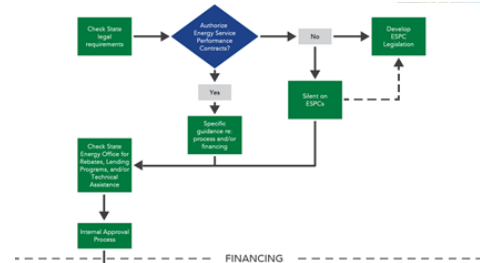 Check State
legal
requirements
Authorize
Energy Service
Performance
Contracts?
No
Develop
ESPC
Legislation
Yes
Silent on
ESPCs
Specific
guidance re:
process and/or
financing
Check State
Energy Office for
Rebates, Lending
Programs, and/or
Technical
Assistance
Internal Approval
Process
FINANCING